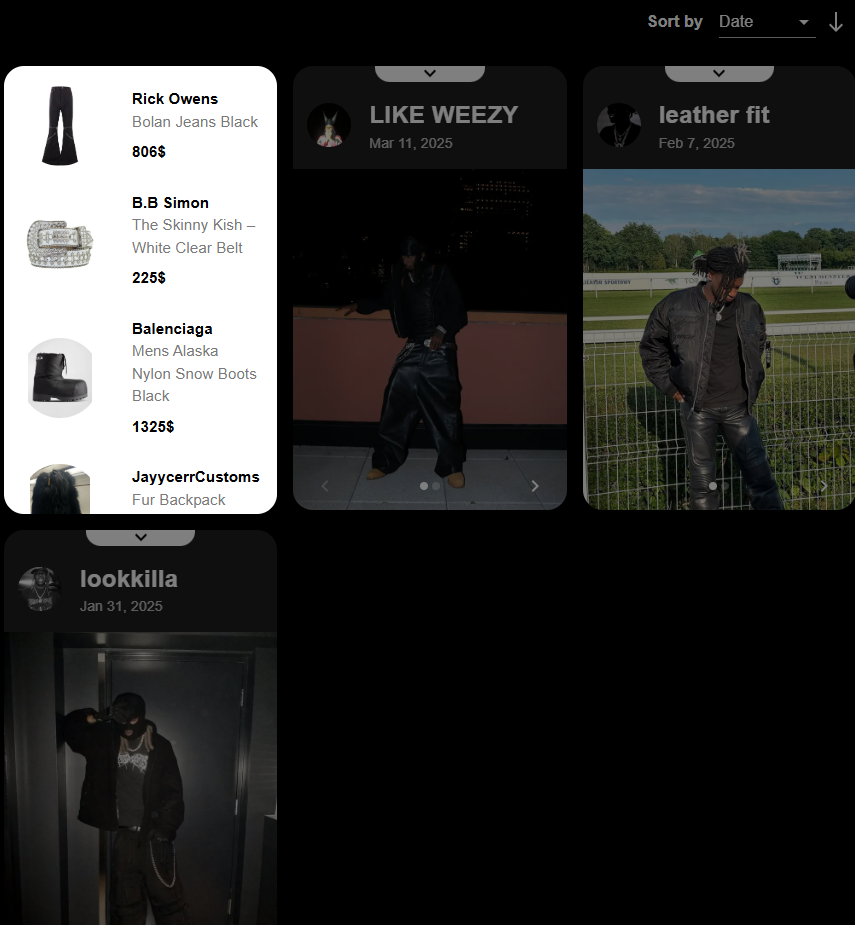 Sort by Date
Rick Owens
Bolan Jeans Black
806$
B.B Simon
The Skinny Kish –
White Clear Belt
225$
Balenciaga
Mens Alaska
Nylon Snow Boots
Black
1325$
JayycerrCustoms
Fur Backpack
LIKE WEEZY
Mar 11, 2025
leather fit
Feb 7, 2025
lookkilla
Jan 31, 2025